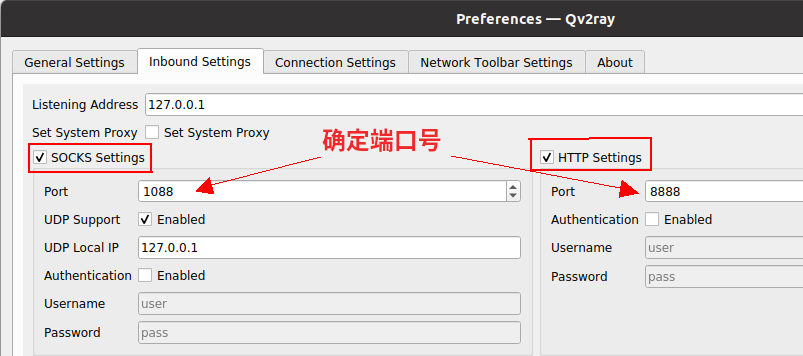 Preferences — Qv2ray
General Settings Inbound Settings Connection Settings Network Toolbar Settings About
Listening Address 127.0.0.1
Set System Proxy Set System Proxy
确定端口号
SOCKS Settings
Port 1088
UDP Support Enabled
UDP Local IP 127.0.0.1
Authentication Enabled
Username user
Password pass
HTTP Settings
Port 8888
Authentication Enabled
Username user
Password pass